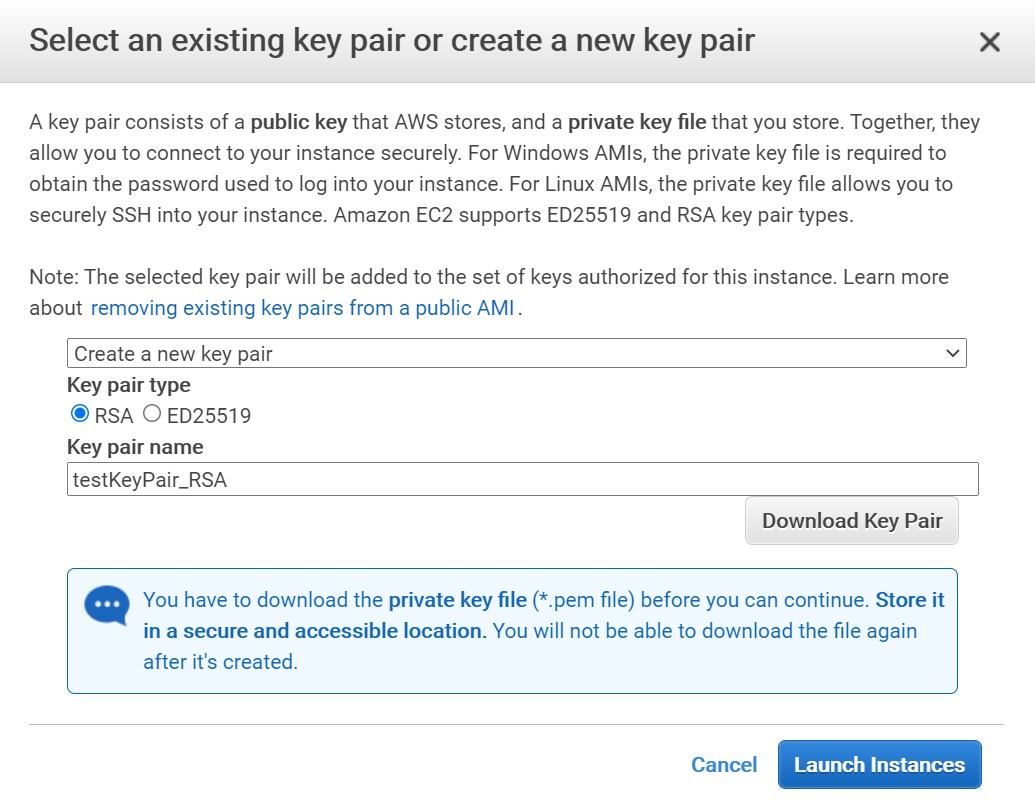 Select an existing key pair or create a new key pair
A key pair consists of a public key that AWS stores, and a private key file that you store. Together, they
allow you to connect to your instance securely. For Windows AMIs, the private key file is required to
obtain the password used to log into your instance. For Linux AMIs, the private key file allows you to
securely SSH into your instance. Amazon EC2 supports ED25519 and RSA key pair types.
Note: The selected key pair will be added to the set of keys authorized for this instance. Learn more
about removing existing key pairs from a public AMI.
Create a new key pair
Key pair type
RSA ED25519
Key pair name
testKeyPair_RSA
Download Key Pair
You have to download the private key file (*.pem file) before you can continue. Store it
in a secure and accessible location. You will not be able to download the file again
after it's created.
Cancel Launch Instances